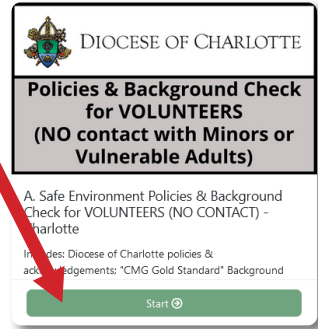 DIOCESE OF CHARLOTTE
Policies & Background Check
for VOLUNTEERS
(NO contact with Minors or
Vulnerable Adults)
A. Safe Environment Policies & Background
Check for VOLUNTEERS (NO CONTACT) -
Charlotte
Includes: Diocese of Charlotte policies &
acknowledgements; "CMG Gold Standard" Background
Start